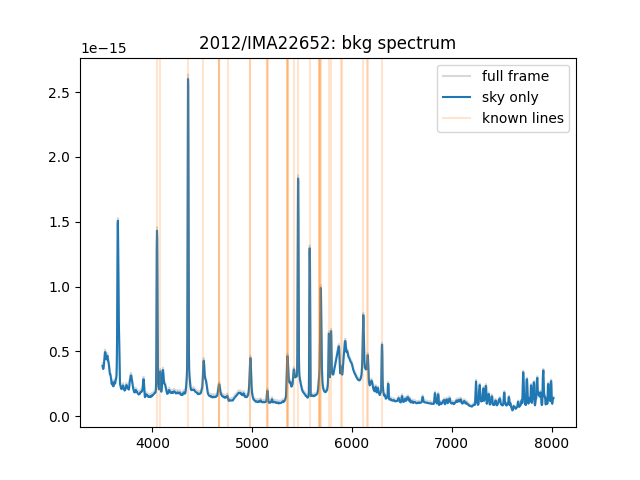 2012/IMA22652: bkg spectrum
1e−15
full frame
sky only
known lines
2.5
2.0
1.5
1.0
0.5
0.0
4000 5000 6000 7000 8000